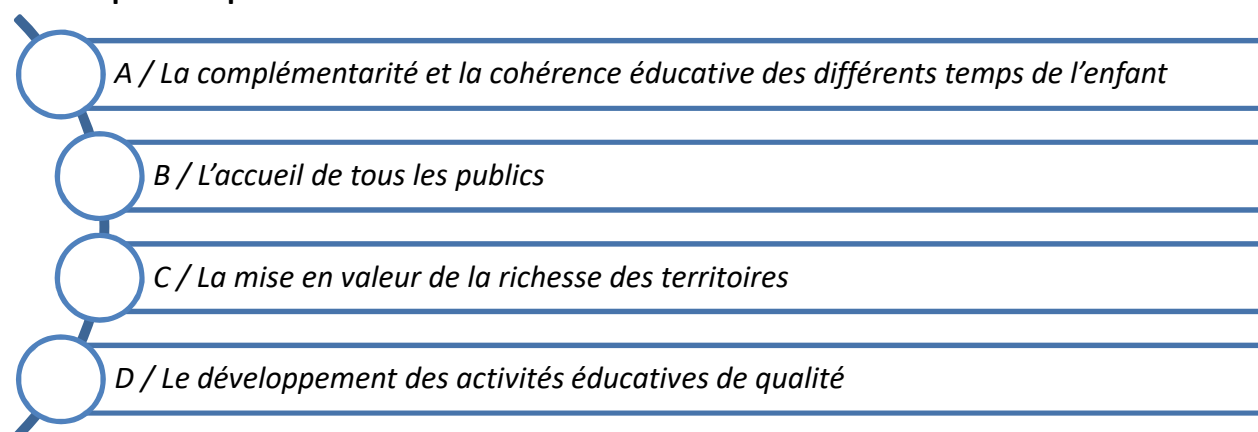 A / La complémentarité et la cohérence éducative des différents temps de l’enfant
B / L’accueil de tous les publics
C / La mise en valeur de la richesse des territoires
D / Le développement des activités éducatives de qualité